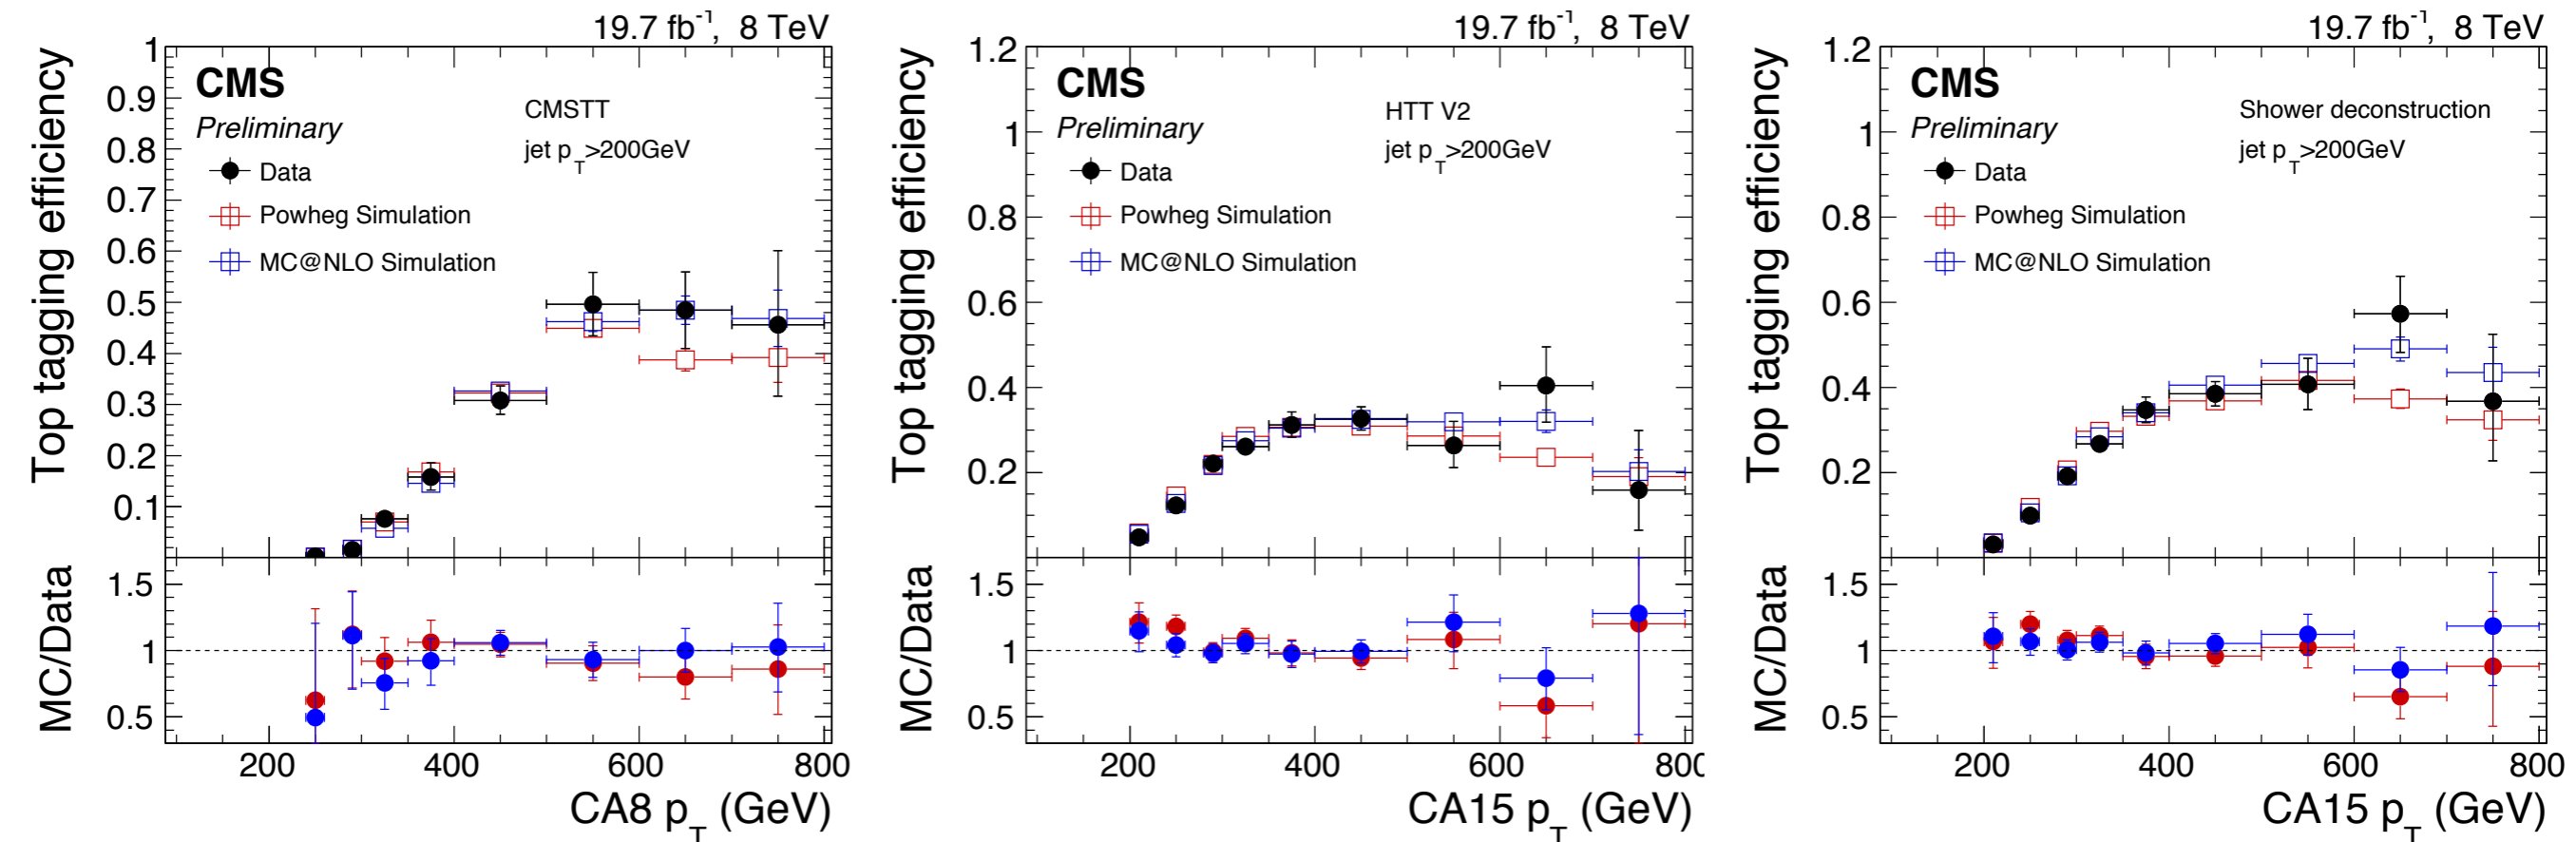 19.7 fb⁻¹, 8 TeV
CMS
Preliminary
CMSTT
jet p_T>200GeV
Data
Powheg Simulation
MC@NLO Simulation
Top tagging efficiency
1
0.9
0.8
0.7
0.6
0.5
0.4
0.3
0.2
0.1
MC/Data
1.5
1
0.5
200 400 600 800
CA8 p_T (GeV)
19.7 fb⁻¹, 8 TeV
CMS
Preliminary
HTT V2
jet p_T>200GeV
Data
Powheg Simulation
MC@NLO Simulation
Top tagging efficiency
1.2
1
0.8
0.6
0.4
0.2
MC/Data
1.5
1
0.5
200 400 600 800
CA15 p_T (GeV)
19.7 fb⁻¹, 8 TeV
CMS
Preliminary
Shower deconstruction
jet p_T>200GeV
Data
Powheg Simulation
MC@NLO Simulation
Top tagging efficiency
1.2
1
0.8
0.6
0.4
0.2
MC/Data
1.5
1
0.5
200 400 600 800
CA15 p_T (GeV)